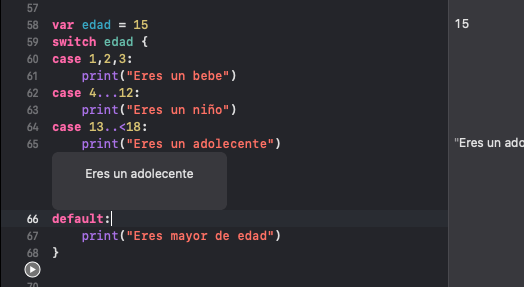 57
58 var edad = 15
15
59 switch edad {
60 case 1,2,3:
61 print("Eres un bebe")
62 case 4...12:
63 print("Eres un niño")
64 case 13..<18:
65 print("Eres un adolecente")
"Eres un ado
Eres un adolecente
66 default:
67 print("Eres mayor de edad")
68 }